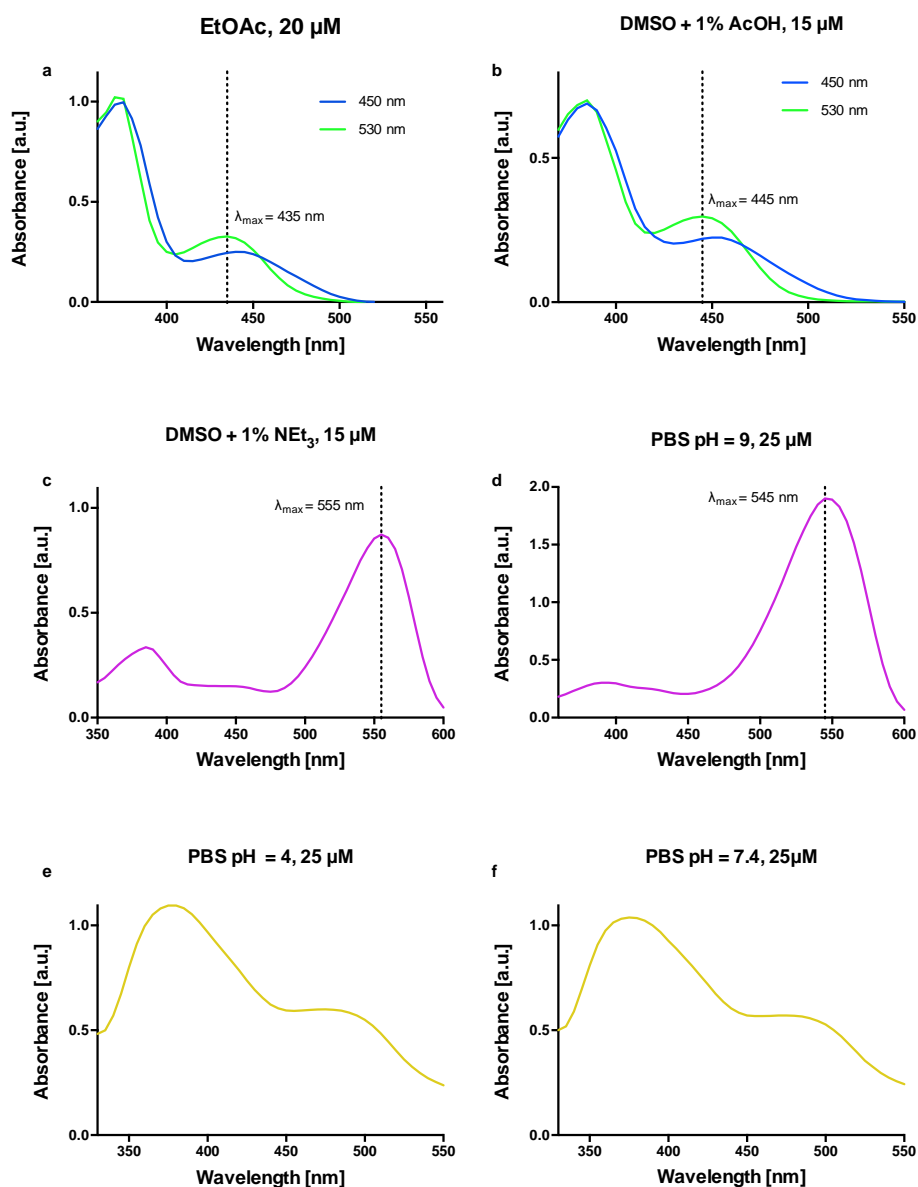 EtOAc, 20 µM
a
Absorbance [a.u.]
1.0
0.5
0.0
450 nm
530 nm
λmax = 435 nm
400
450
500
550
Wavelength [nm]
DMSO + 1% AcOH, 15 µM
b
Absorbance [a.u.]
0.5
0.0
450 nm
530 nm
λmax = 445 nm
400
450
500
550
Wavelength [nm]
DMSO + 1% NEt3, 15 µM
c
Absorbance [a.u.]
1.0
0.5
0.0
λmax = 555 nm
350
400
450
500
550
600
Wavelength [nm]
PBS pH = 9, 25 µM
d
Absorbance [a.u.]
2.0
1.5
1.0
0.5
0.0
λmax = 545 nm
400
450
500
550
600
Wavelength [nm]
PBS pH = 4, 25 µM
e
Absorbance [a.u.]
1.0
0.5
0.0
350
400
450
500
550
Wavelength [nm]
PBS pH = 7.4, 25µM
f
Absorbance [a.u.]
1.0
0.5
0.0
350
400
450
500
550
Wavelength [nm]